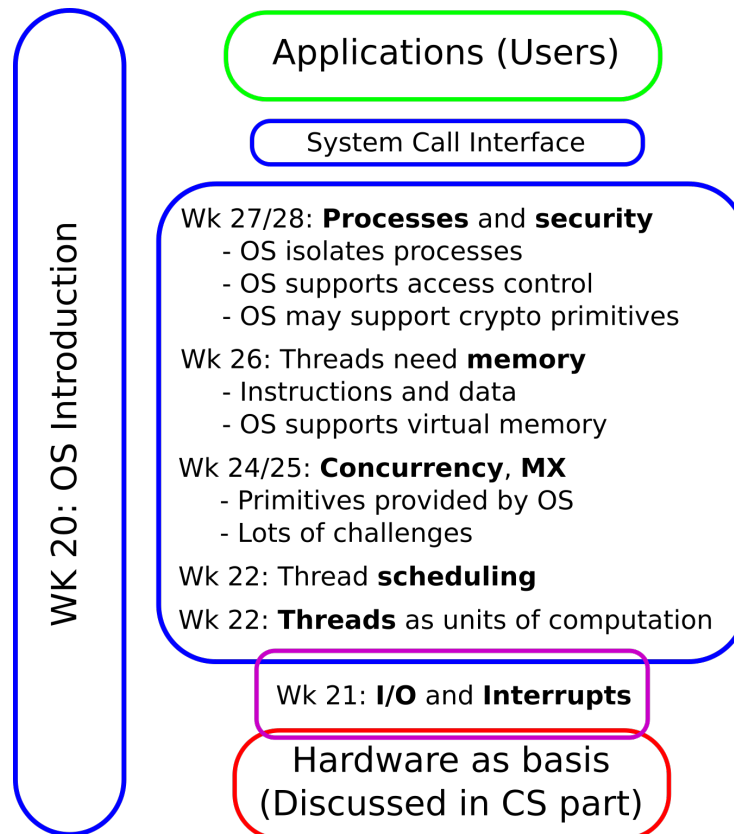 WK 20: OS Introduction
Applications (Users)
System Call Interface
Wk 27/28: Processes and security
- OS isolates processes
- OS supports access control
- OS may support crypto primitives
Wk 26: Threads need memory
- Instructions and data
- OS supports virtual memory
Wk 24/25: Concurrency, MX
- Primitives provided by OS
- Lots of challenges
Wk 22: Thread scheduling
Wk 22: Threads as units of computation
Wk 21: I/O and Interrupts
Hardware as basis
(Discussed in CS part)